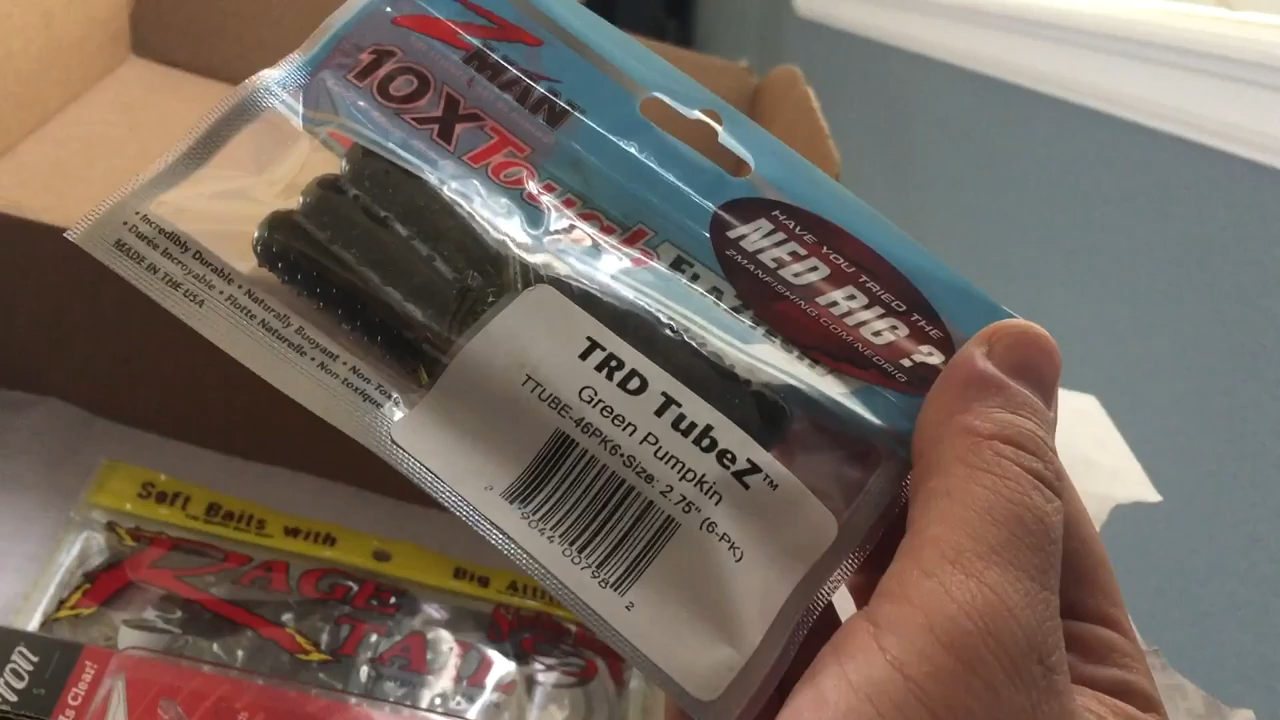 Z MAN
10X Tough
HAVE YOU TRIED THE
NED RIG ?
ZMANFISHING.COM/NEDRIG
• Incredibly Durable • Naturally Buoyant • Non-Toxic
• Durée Incroyable • Flotte Naturelle • Non-toxique
MADE IN THE USA
TRD TubeZ™
Green Pumpkin
TTUBE-46PK6•Size: 2.75" (6-PK)
Soft Baits with
Big
RAGE
TAIL